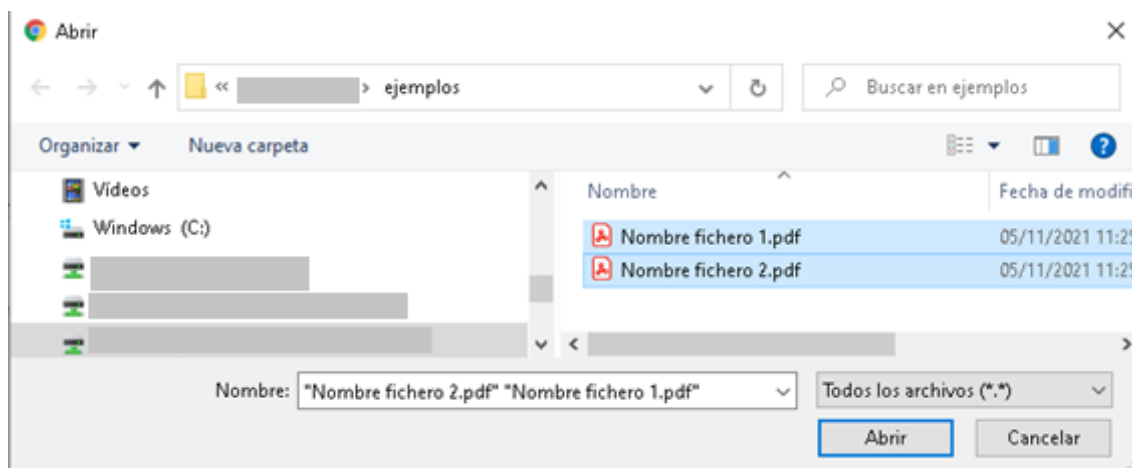 Abrir
« › ejemplos
Buscar en ejemplos
Organizar
Nueva carpeta
Vídeos
Windows (C:)
Nombre
Fecha de modifi
Nombre fichero 1.pdf
05/11/2021 11:25
Nombre fichero 2.pdf
05/11/2021 11:25
Nombre: "Nombre fichero 2.pdf" "Nombre fichero 1.pdf"
Todos los archivos (*.*)
Abrir
Cancelar